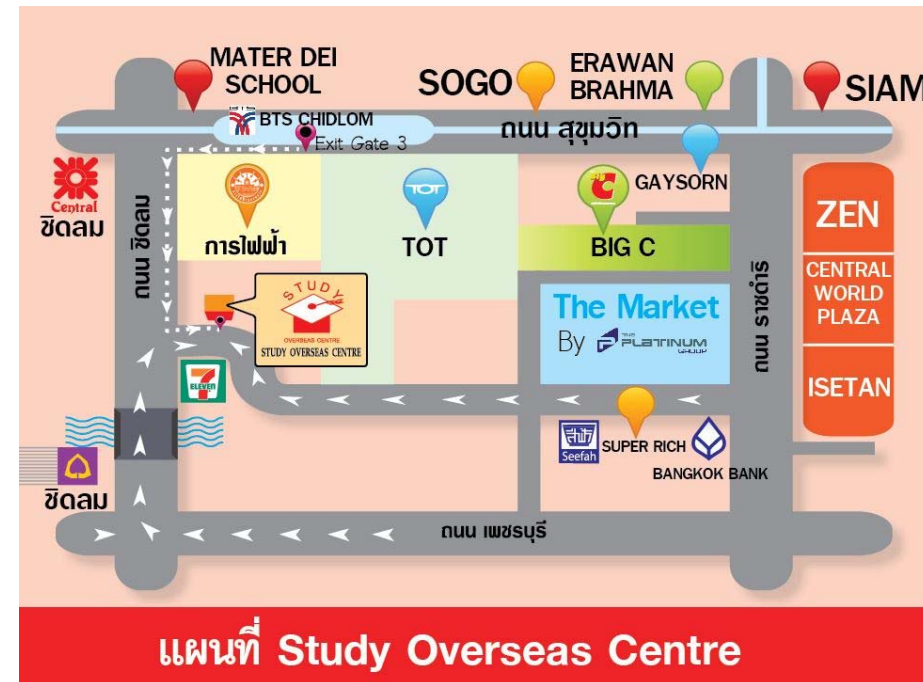 MATER DEI
SCHOOL
SOGO
ERAWAN
BRAHMA
SIAM
BTS CHIDLOM
Exit Gate 3
ถนน สุขุมวิท
Central
ชิดลม
ถนน ชิดลม
การไฟฟ้า
TOT
TOT
BIG C
GAYSORN
ZEN
CENTRAL
WORLD
PLAZA
ISETAN
ถนน ราชดำริ
STUDY
OVERSEAS CENTRE
STUDY OVERSEAS CENTRE
The Market
By THE PLATINUM
GROUP
7
ELEVEN
Seefah
SUPER RICH
BANGKOK BANK
ชิดลม
ถนน เพชรบุรี
แผนที่ Study Overseas Centre